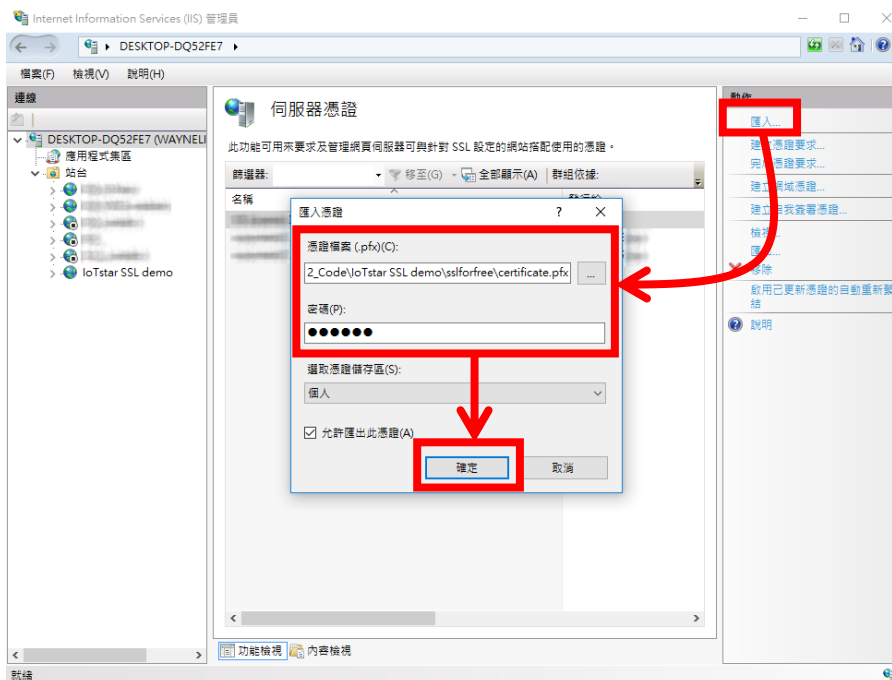 Internet Information Services (IIS) 管理員
DESKTOP-DQ52FE7
檔案(F) 檢視(V) 說明(H)
連線
DESKTOP-DQ52FE7 (WAYNELI
應用程式集區
站台
IoTstar SSL demo
伺服器憑證
此功能可用來要求及管理網頁伺服器可與針對 SSL 設定的網站搭配使用的憑證。
篩選器: 移至(G) 全部顯示(A) 群組依據:
名稱
匯入憑證
? ×
憑證檔案 (.pfx)(C):
2_Code\IoTstar SSL demo\sslforfree\certificate.pfx
...
密碼(P):
●●●●●●
選取憑證儲存區(S):
個人
允許匯出此憑證(A)
確定 取消
功能檢視 內容檢視
動作
匯入...
憑證要求...
憑證要求...
建立網域憑證...
建立自我簽署憑證...
移除
啟用已更新憑證的自動重新繫
結
說明
就緒